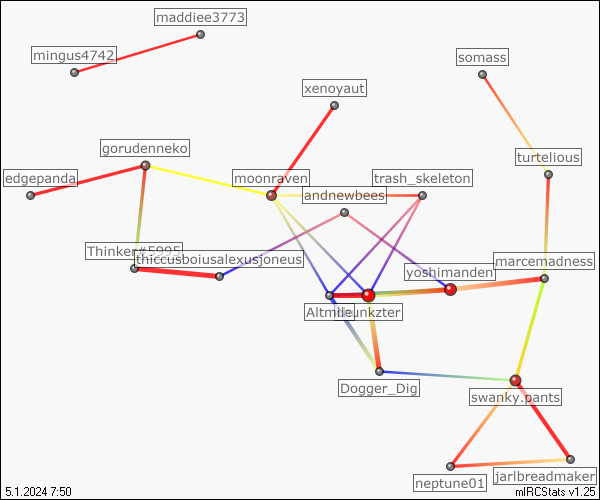 maddiee3773
mingus4742
somass
xenoyaut
gorudenneko
turtelious
edgepanda
moonraven
trash_skeleton
andnewbees
Thinker#5995
thiccusboiusalexusjoneus
marcemadness
yoshimanden
Altmile
unkzter
Dogger_Dig
swanky.pants
neptune01
jarlbreadmaker
5.1.2024 7:50
mIRCStats v1.25